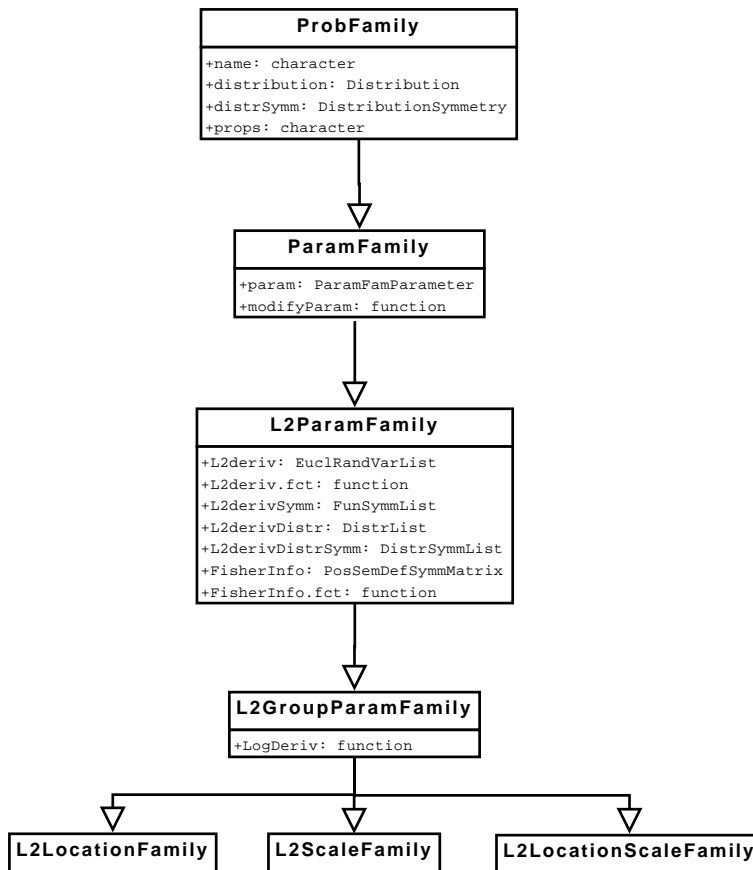 ProbFamily
+name: character
+distribution: Distribution
+distrSymm: DistributionSymmetry
+props: character
ParamFamily
+param: ParamFamParameter
+modifyParam: function
L2ParamFamily
+L2deriv: EuclRandVarList
+L2deriv.fct: function
+L2derivSymm: FunSymmList
+L2derivDistr: DistrList
+L2derivDistrSymm: DistrSymmList
+FisherInfo: PosSemDefSymmMatrix
+FisherInfo.fct: function
L2GroupParamFamily
+LogDeriv: function
L2LocationFamily
L2ScaleFamily
L2LocationScaleFamily